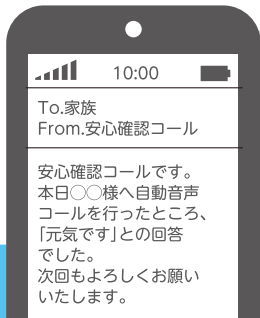 10:00
To.家族
From.安心確認コール
安心確認コールです。
本日◯◯様へ自動音声
コールを行ったところ、
「元気です」との回答
でした。
次回もよろしくお願い
いたします。